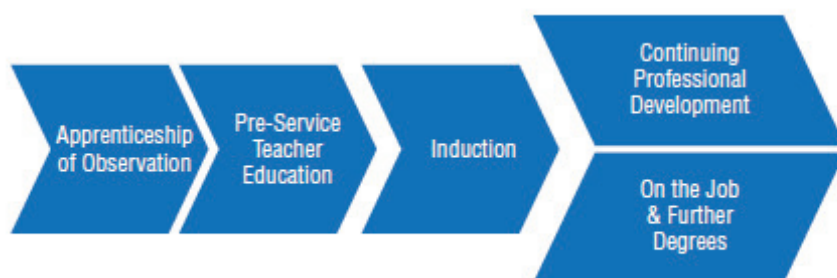 Apprenticeship
of Observation
Pre-Service
Teacher
Education
Induction
Continuing
Professional
Development
On the Job
& Further
Degrees